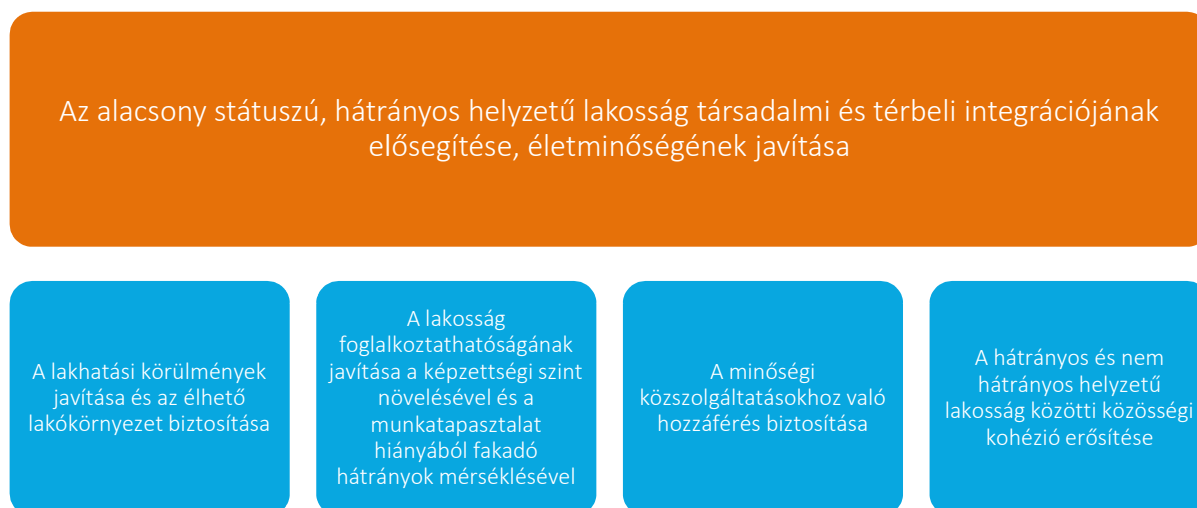 Az alacsony státuszú, hátrányos helyzetű lakosság társadalmi és térbeli integrációjának
elősegítése, életminőségének javítása
A lakhatási körülmények
javítása és az élhető
lakókörnyezet biztosítása
A lakosság
foglalkoztathatóságának
javítása a képzettségi szint
növelésével és a
munkatapasztalat
hiányából fakadó
hátrányok mérséklésével
A minőségi
közszolgáltatásokhoz való
hozzáférés biztosítása
A hátrányos és nem
hátrányos helyzetű
lakosság közötti közösségi
kohézió erősítése